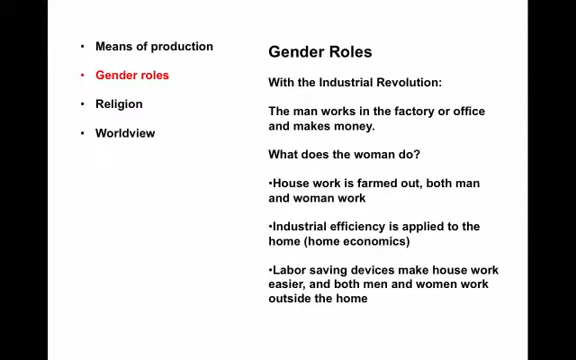 • Means of production
• Gender roles
• Religion
• Worldview
Gender Roles
With the Industrial Revolution:
The man works in the factory or office
and makes money.
What does the woman do?
•House work is farmed out, both man
and woman work
•Industrial efficiency is applied to the
home (home economics)
•Labor saving devices make house work
easier, and both men and women work
outside the home